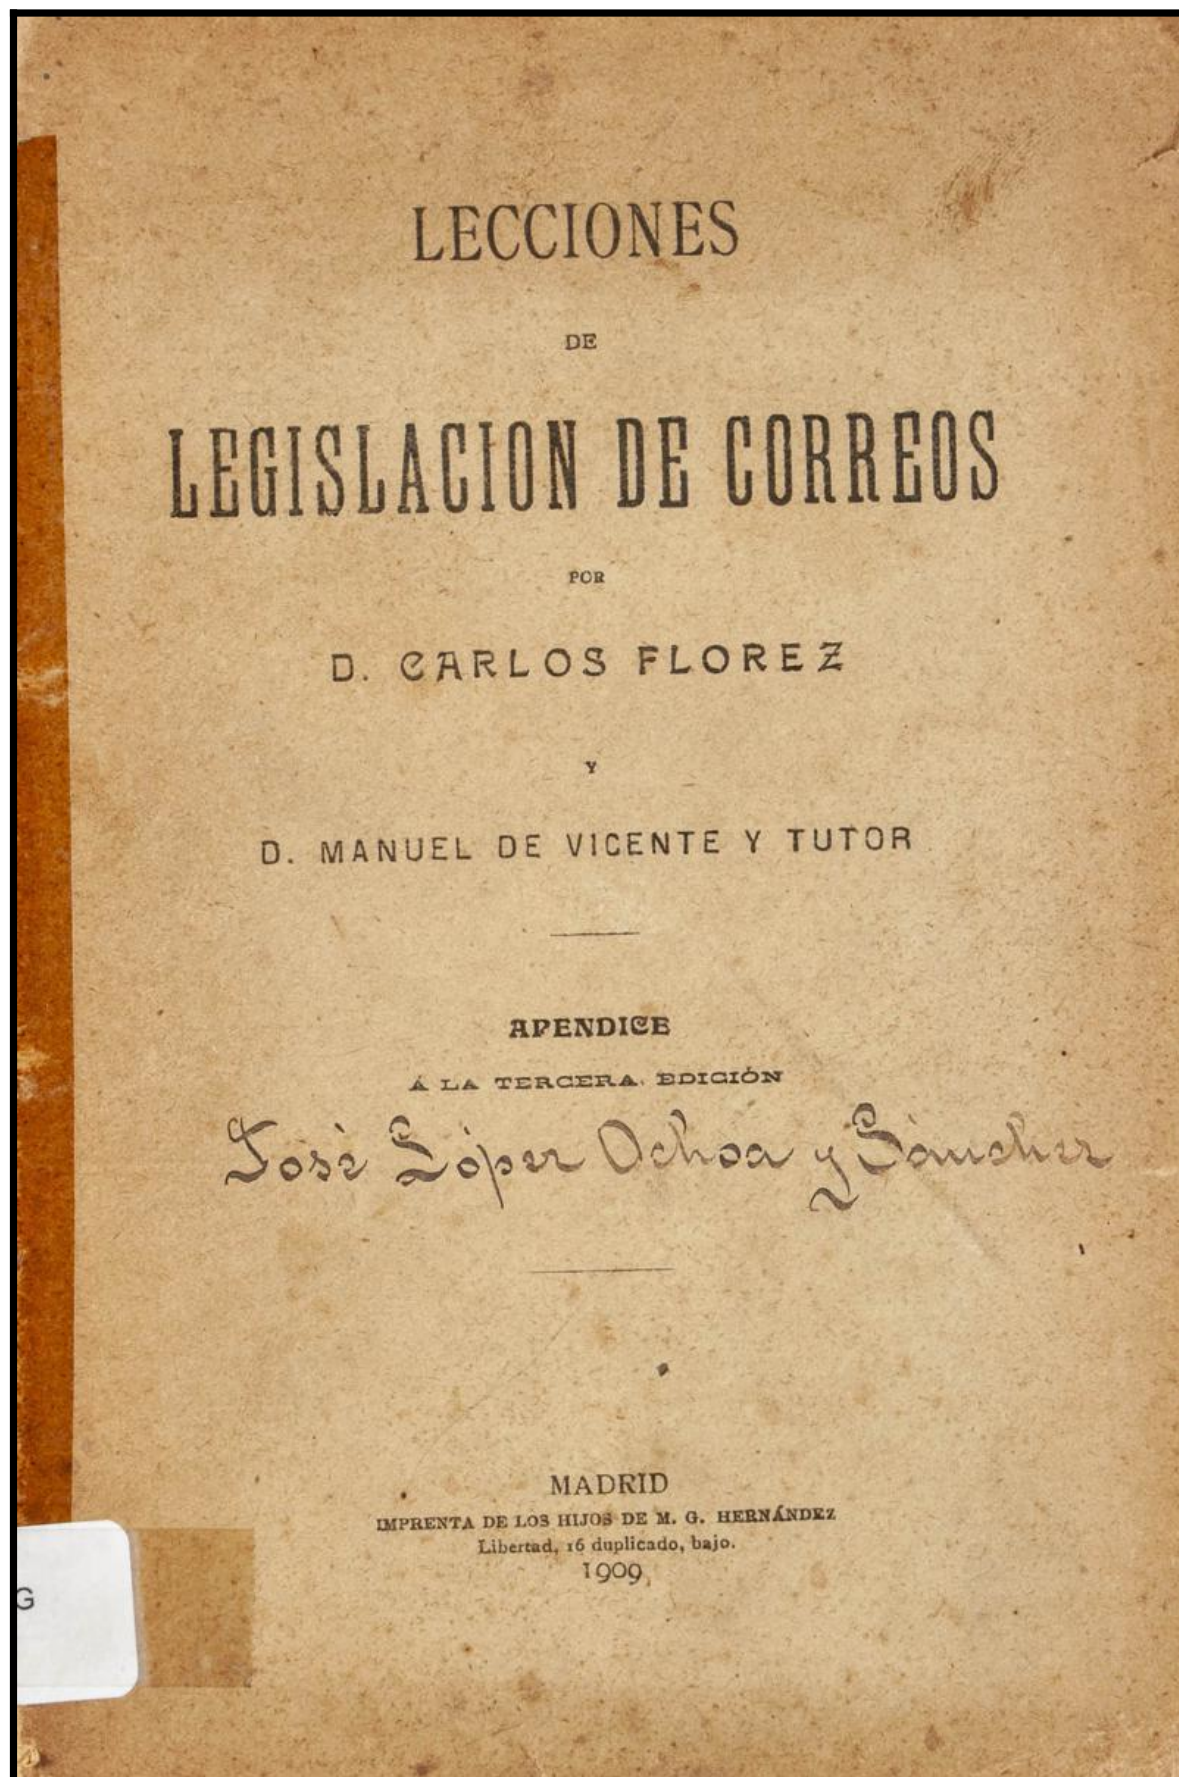 LECCIONES
DE
LEGISLACION DE CORREOS
POR
D. CARLOS FLOREZ
Y
D. MANUEL DE VICENTE Y TUTOR
APENDICE
Á LA TERCERA EDICIÓN
José López Ochoa y Sánchez
MADRID
IMPRENTA DE LOS HIJOS DE M. G. HERNÁNDEZ
Libertad, 16 duplicado, bajo.
1909
G